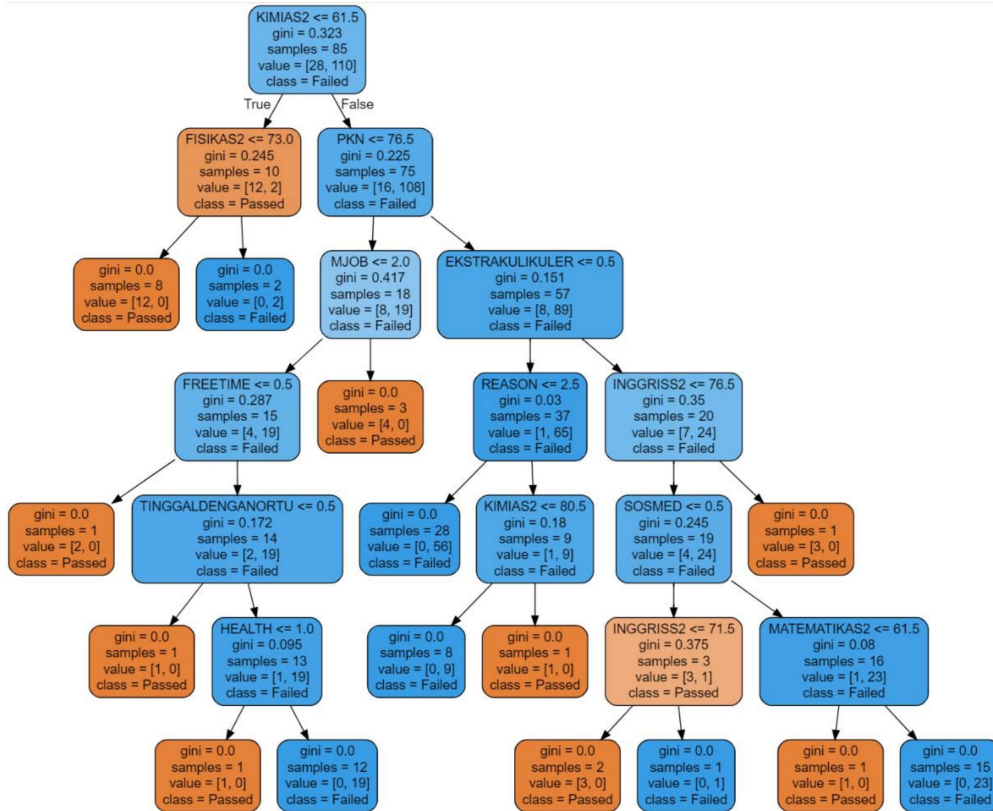 KIMIAS2 <= 61.5
gini = 0.323
samples = 85
value = [28, 110]
class = Failed
True
False
FISIKAS2 <= 73.0
gini = 0.245
samples = 10
value = [12, 2]
class = Passed
PKN <= 76.5
gini = 0.225
samples = 75
value = [16, 108]
class = Failed
gini = 0.0
samples = 8
value = [12, 0]
class = Passed
gini = 0.0
samples = 2
value = [0, 2]
class = Failed
MJOB <= 2.0
gini = 0.417
samples = 18
value = [8, 19]
class = Failed
EKSTRAKULIKULER <= 0.5
gini = 0.151
samples = 57
value = [8, 89]
class = Failed
FREETIME <= 0.5
gini = 0.287
samples = 15
value = [4, 19]
class = Failed
gini = 0.0
samples = 3
value = [4, 0]
class = Passed
REASON <= 2.5
gini = 0.03
samples = 37
value = [1, 65]
class = Failed
INGGRISS2 <= 76.5
gini = 0.35
samples = 20
value = [7, 24]
class = Failed
gini = 0.0
samples = 1
value = [2, 0]
class = Passed
TINGGALDENGANORTU <= 0.5
gini = 0.172
samples = 14
value = [2, 19]
class = Failed
gini = 0.0
samples = 28
value = [0, 56]
class = Failed
KIMIAS2 <= 80.5
gini = 0.18
samples = 9
value = [1, 9]
class = Failed
SOSMED <= 0.5
gini = 0.245
samples = 19
value = [4, 24]
class = Failed
gini = 0.0
samples = 1
value = [3, 0]
class = Passed
gini = 0.0
samples = 1
value = [1, 0]
class = Passed
HEALTH <= 1.0
gini = 0.095
samples = 13
value = [1, 19]
class = Failed
gini = 0.0
samples = 8
value = [0, 9]
class = Failed
gini = 0.0
samples = 1
value = [1, 0]
class = Passed
INGGRISS2 <= 71.5
gini = 0.375
samples = 3
value = [3, 1]
class = Passed
MATEMATIKAS2 <= 61.5
gini = 0.08
samples = 16
value = [1, 23]
class = Failed
gini = 0.0
samples = 1
value = [1, 0]
class = Passed
gini = 0.0
samples = 12
value = [0, 19]
class = Failed
gini = 0.0
samples = 2
value = [3, 0]
class = Passed
gini = 0.0
samples = 1
value = [0, 1]
class = Failed
gini = 0.0
samples = 1
value = [1, 0]
class = Passed
gini = 0.0
samples = 15
value = [0, 23]
class = Failed